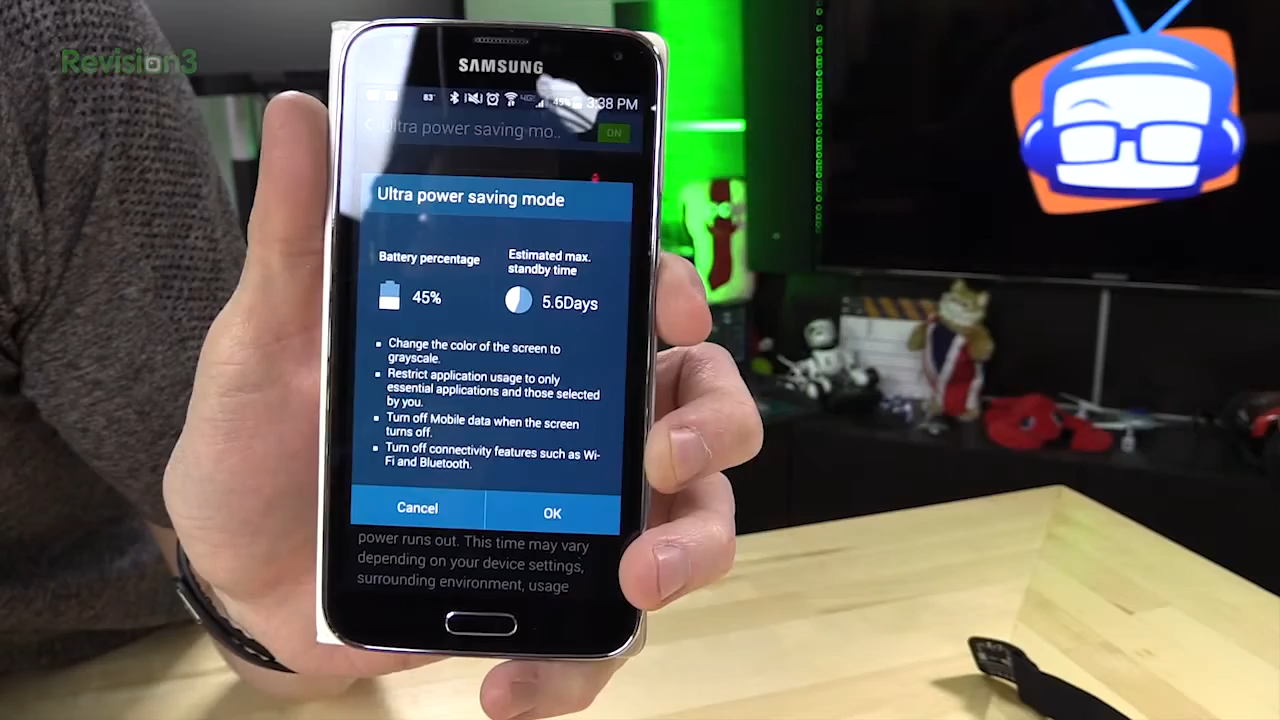 Revision3
SAMSUNG
83° 4G 45% 3:38 PM
Ultra power saving mo..
ON
Ultra power saving mode
Battery percentage
Estimated max.
standby time
45%
5.6Days
Change the color of the screen to
grayscale.
Restrict application usage to only
essential applications and those selected
by you.
Turn off Mobile data when the screen
turns off.
Turn off connectivity features such as Wi-
Fi and Bluetooth.
Cancel
OK
power runs out. This time may vary
depending on your device settings,
surrounding environment, usage